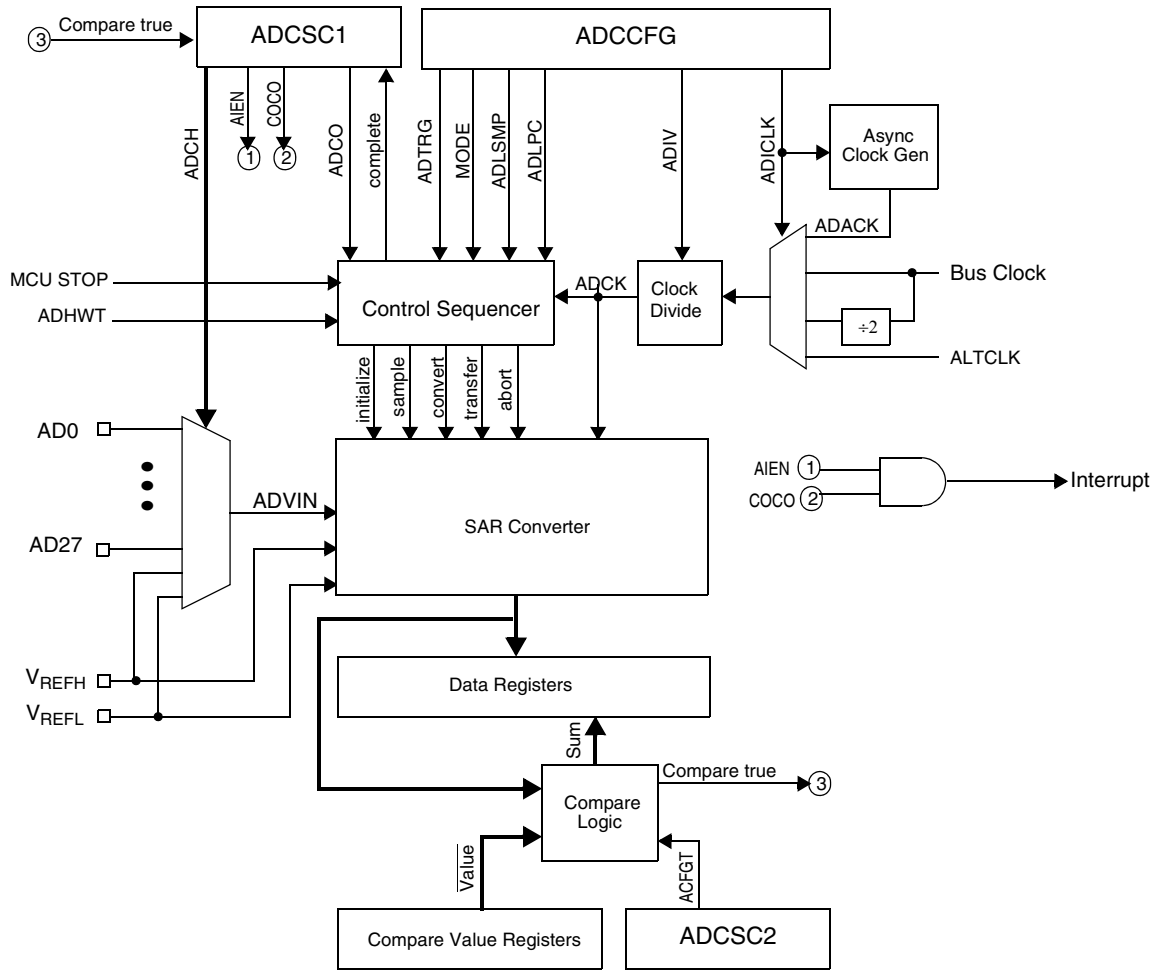 3
Compare true
ADCSC1
ADCCFG
ADCH
AIEN
COCO
ADCO
complete
ADTRG
MODE
ADLSMP
ADLPC
ADIV
ADICLK
Async
Clock Gen
1
2
ADACK
MCU STOP
ADHWT
Control Sequencer
ADCK
Clock
Divide
Bus Clock
÷2
ALTCLK
initialize
sample
convert
transfer
abort
AD0
AD27
ADVIN
SAR Converter
AIEN 1
COCO 2
Interrupt
VREFH
VREFL
Data Registers
Sum
Compare true
3
Compare
Logic
Value
ACFGT
Compare Value Registers
ADCSC2